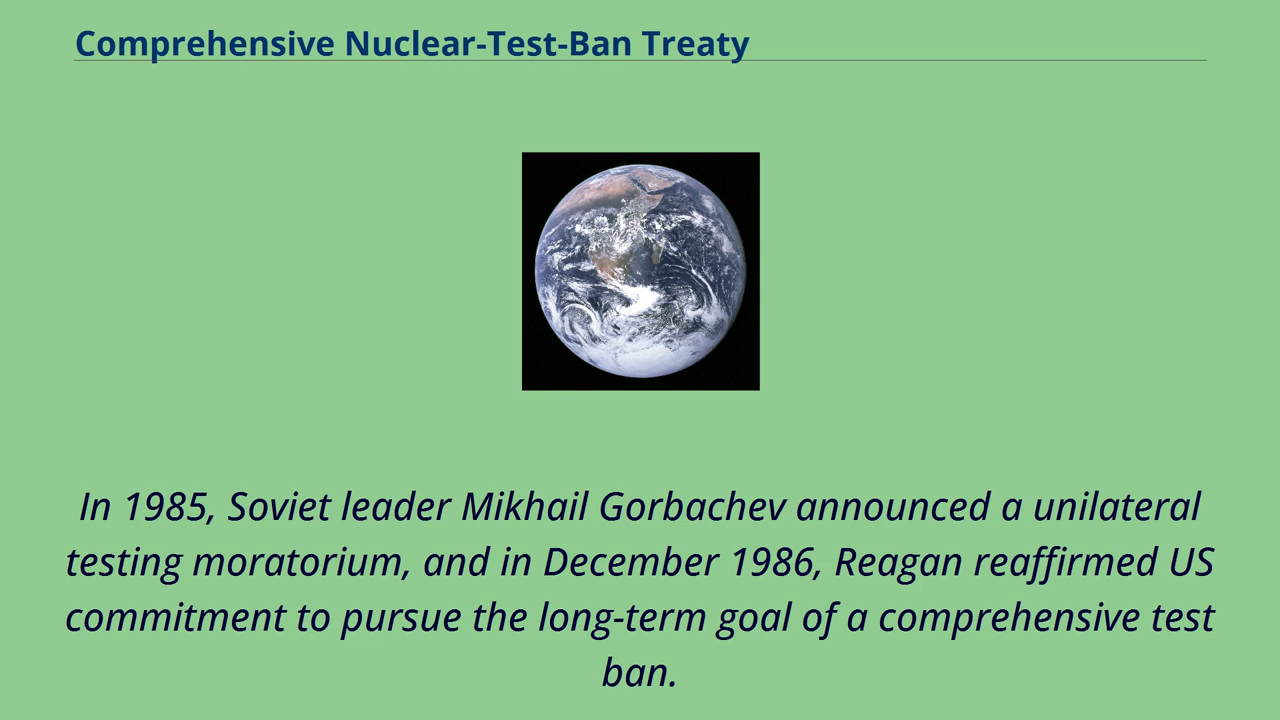 Comprehensive Nuclear-Test-Ban Treaty
In 1985, Soviet leader Mikhail Gorbachev announced a unilateral
testing moratorium, and in December 1986, Reagan reaffirmed US
commitment to pursue the long-term goal of a comprehensive test
ban.